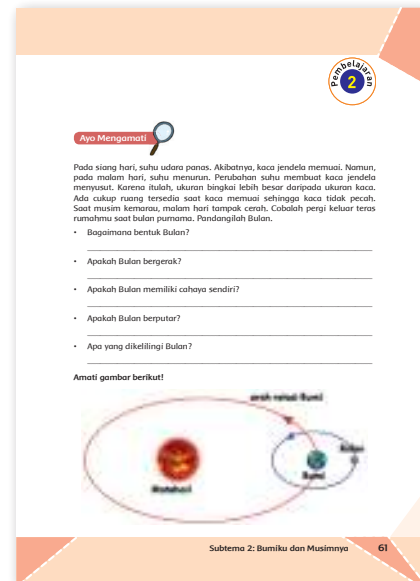 Pembelajaran
2
Ayo Mengamati
Pada siang hari, suhu udara panas. Akibatnya, kaca jendela memuai. Namun,
pada malam hari, suhu menurun. Perubahan suhu membuat kaca jendela
menyusut. Karena itulah, ukuran bingkai lebih besar daripada ukuran kaca.
Ada cukup ruang tersedia saat kaca memuai sehingga kaca tidak pecah.
Saat musim kemarau, malam hari tampak cerah. Cobalah pergi keluar teras
rumahmu saat bulan purnama. Pandangilah Bulan.
• Bagaimana bentuk Bulan?
• Apakah Bulan bergerak?
• Apakah Bulan memiliki cahaya sendiri?
• Apakah Bulan berputar?
• Apa yang dikelilingi Bulan?
Amati gambar berikut!
arah rotasi Bumi
Bulan
Bumi
Matahari
Subtema 2: Bumiku dan Musimnya 61